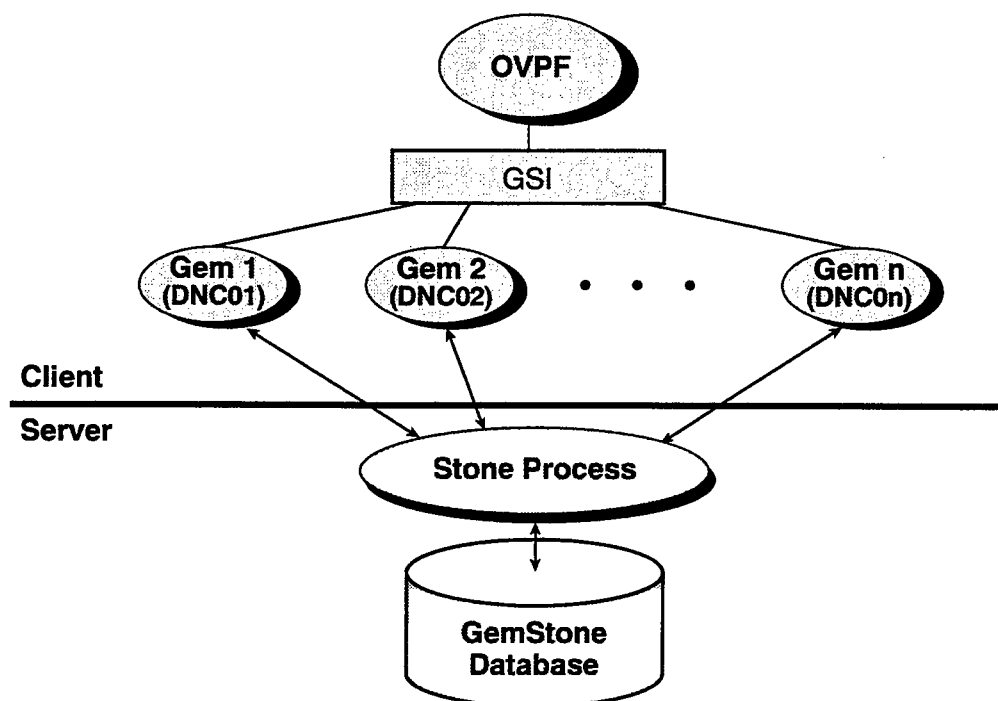 OVPF
GSI
Gem 1
(DNC01)
Gem 2
(DNC02)
Gem n
(DNC0n)
Client
Server
Stone Process
GemStone
Database